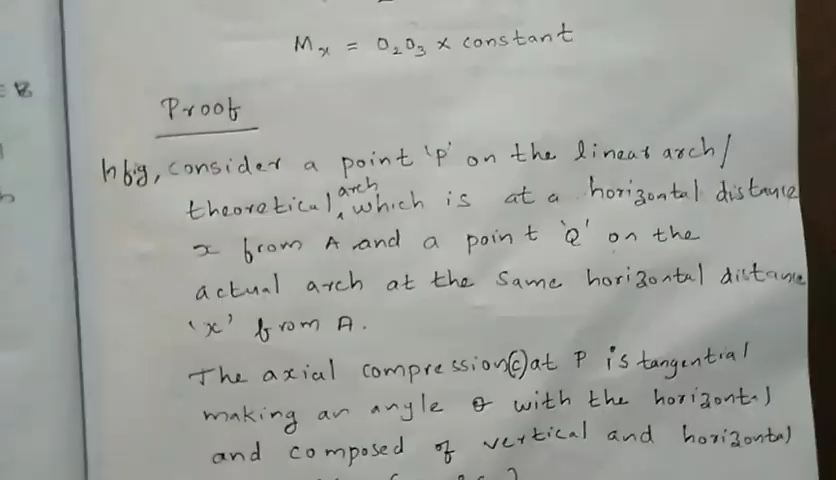 Mx = O2O3 x constant
Proof
In fig, consider a point 'P' on the linear arch/
theoretical arch, which is at a horizontal distance
x from A and a point 'Q' on the
actual arch at the same horizontal distance
'x' from A.
The axial compression(C) at P is tangential
making an angle θ with the horizontal
and composed of vertical and horizontal